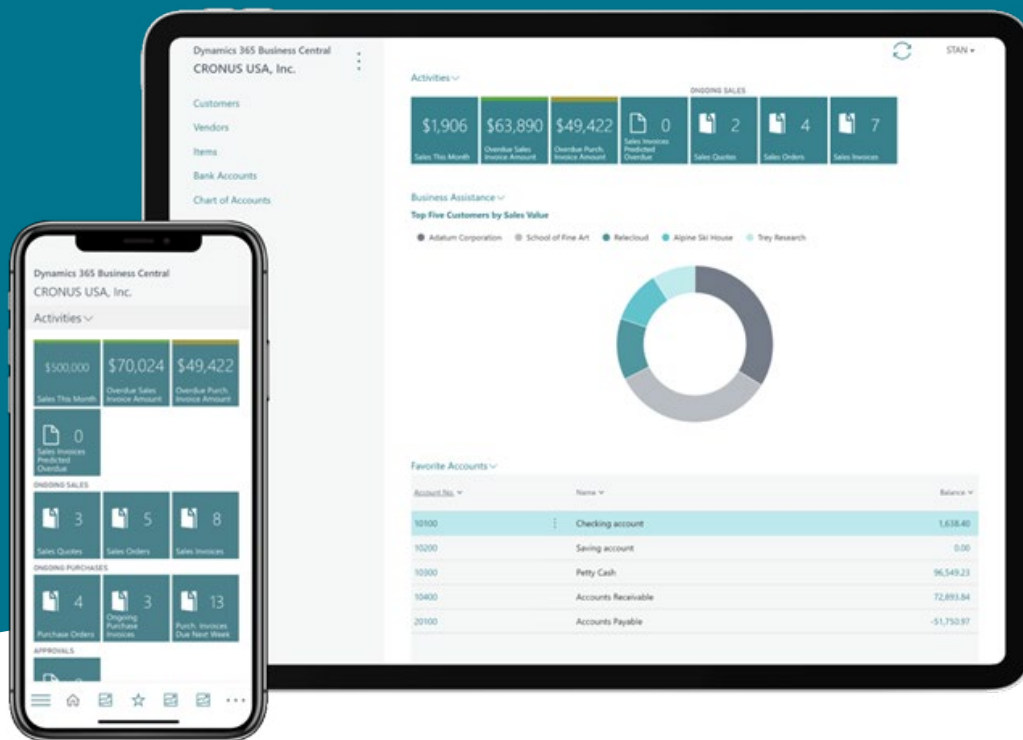 Dynamics 365 Business Central
CRONUS USA, Inc.
STAN
Customers
Vendors
Items
Bank Accounts
Chart of Accounts
Activities
ONGOING SALES
$1,906
$63,890
$49,422
0
2
4
7
Sales This Month
Overdue Sales
Invoice Amount
Overdue Purch.
Invoice Amount
Sales Invoices
Predicted
Overdue
Sales Quotes
Sales Orders
Sales Invoices
Business Assistance
Top Five Customers by Sales Value
Adatum Corporation School of Fine Art Relecloud Alpine Ski House Trey Research
Favorite Accounts
Account No. Name Balance
10100 Checking account 1,638.40
10200 Saving account 0.00
10300 Petty Cash 96,549.23
10400 Accounts Receivable 72,893.84
20100 Accounts Payable -51,750.97
Dynamics 365 Business Central
CRONUS USA, Inc.
Activities
$500,000
$70,024
$49,422
Sales This Month
Overdue Sales
Invoice Amount
Overdue Purch.
Invoice Amount
0
Sales Invoices
Predicted
Overdue
ONGOING SALES
3
5
8
Sales Quotes
Sales Orders
Sales Invoices
ONGOING PURCHASES
4
3
13
Purchase Orders
Ongoing
Purchase
Invoices
Purch. Invoices
Due Next Week
APPROVALS